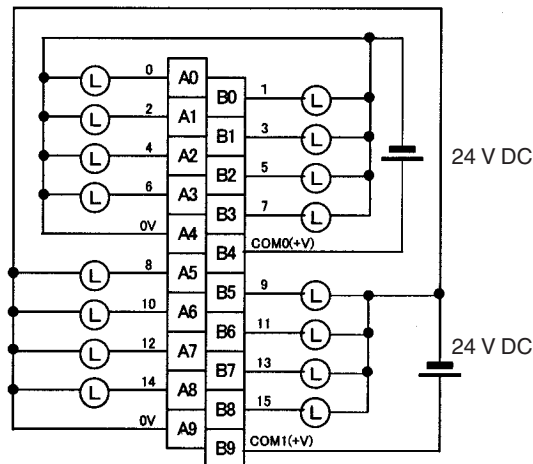 L 0 A0
B0 1 L
L 2 A1
B1 3 L
L 4 A2
B2 5 L
L 6 A3
B3 7 L
0V A4
B4 COM0(+V)
24 V DC
L 8 A5
B5 9 L
L 10 A6
B6 11 L
L 12 A7
B7 13 L
L 14 A8
B8 15 L
0V A9
B9 COM1(+V)
24 V DC